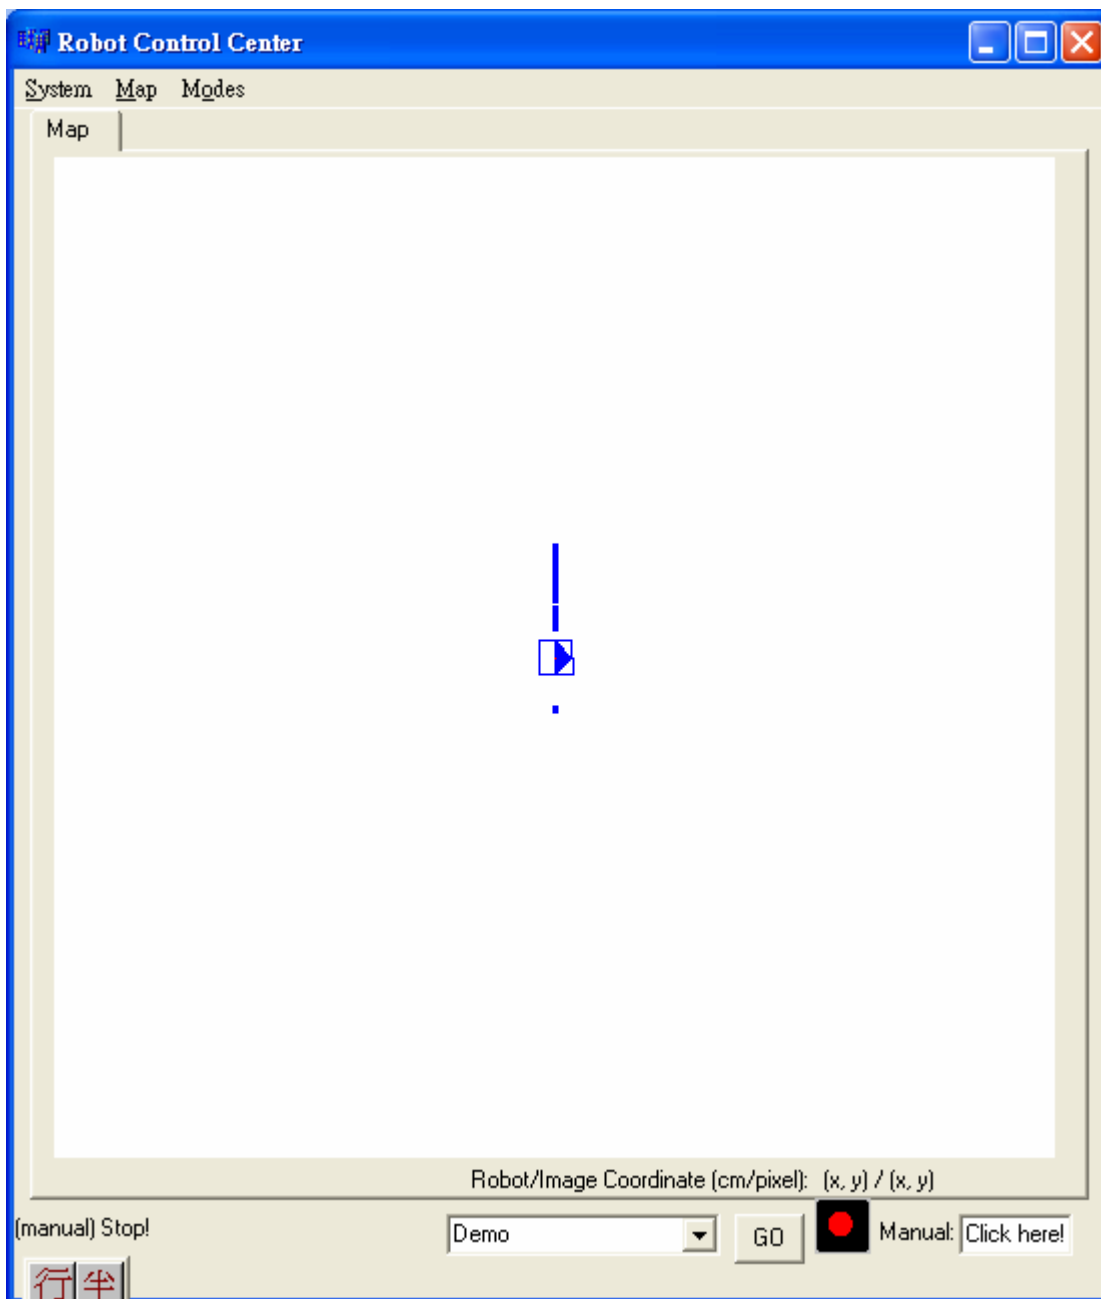 Robot Control Center
System Map Modes
Map
Robot/Image Coordinate (cm/pixel): (x, y) / (x, y)
(manual) Stop!
Demo GO Manual: Click here!
行半